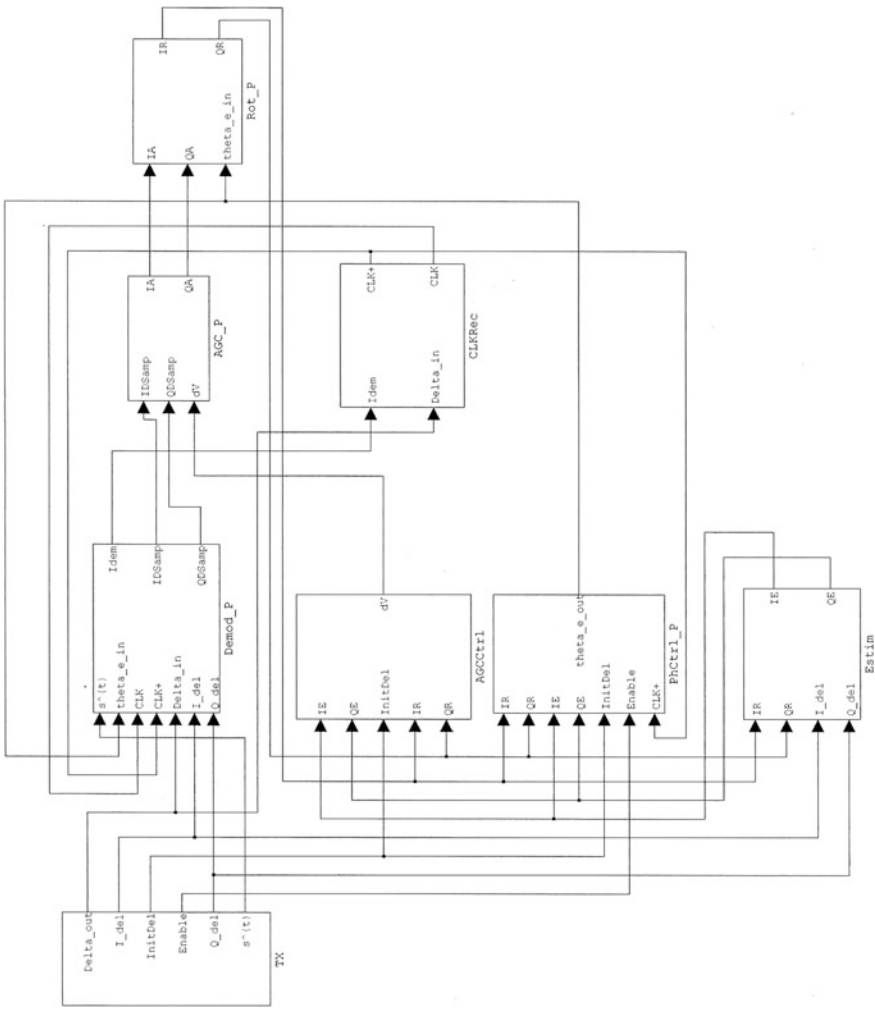 Delta_out
I_del
InitDel
Enable
Q_del
s^(t)
TX
s^(t)
theta_e_in
CLK
CLK+
Delta_in
I_del
Q_del
Idem
IDSamp
QDSamp
Demod_P
IDSamp
QDSamp
dV
IA
QA
AGC_P
IA
QA
theta_e_in
IR
QR
Rot_P
Idem
Delta_in
CLK+
CLK
CLKRec
IE
QE
InitDel
IR
QR
dV
AGCCtrl
IR
QR
IE
QE
InitDel
Enable
CLK+
theta_e_out
PhCtrl_P
IR
QR
I_del
Q_del
IE
QE
Estim